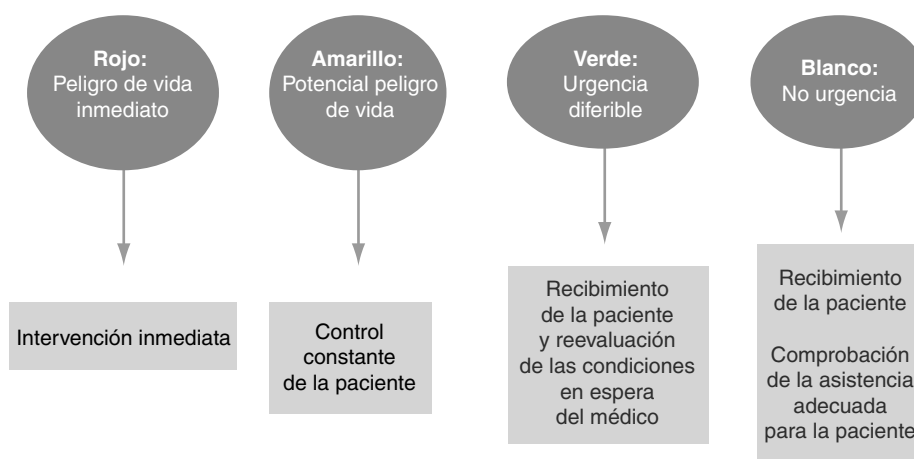 Rojo:
Peligro de vida
inmediato
Amarillo:
Potencial peligro
de vida
Verde:
Urgencia
diferible
Blanco:
No urgencia
Intervención inmediata
Control
constante
de la paciente
Recibimiento
de la paciente
y reevaluación
de las condiciones
en espera
del médico
Recibimiento
de la paciente
Comprobación
de la asistencia
adecuada
para la paciente